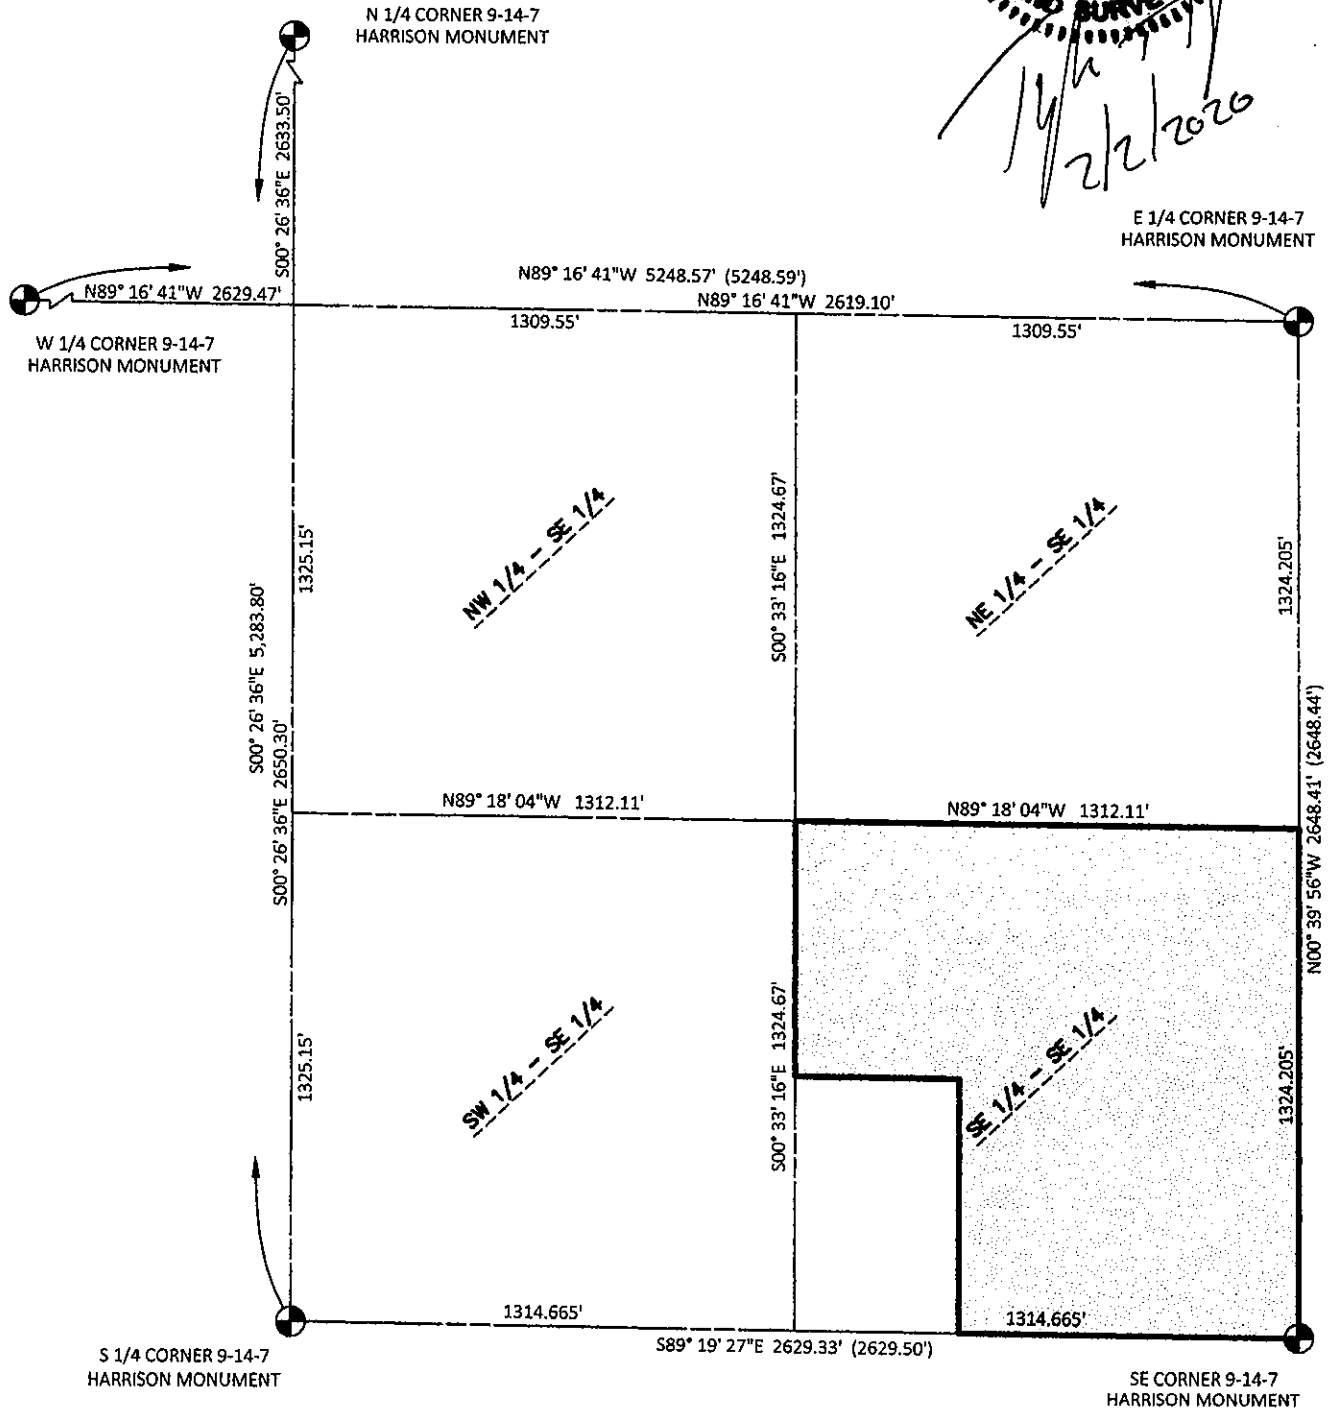 N 1/4 CORNER 9-14-7
HARRISON MONUMENT
SURVE
2/2/2020
S00° 26' 36"E 2633.50'
E 1/4 CORNER 9-14-7
HARRISON MONUMENT
N89° 16' 41"W 5248.57' (5248.59')
N89° 16' 41"W 2629.47'
N89° 16' 41"W 2619.10'
1309.55'
1309.55'
W 1/4 CORNER 9-14-7
HARRISON MONUMENT
NW 1/4 - SE 1/4
NE 1/4 - SE 1/4
1325.15'
S00° 33' 16"E 1324.67'
1324.205'
S00° 26' 36"E 5,283.80'
S00° 26' 36"E 2650.30'
N00° 39' 56"W 2648.41' (2648.44')
N89° 18' 04"W 1312.11'
N89° 18' 04"W 1312.11'
SW 1/4 - SE 1/4
SE 1/4 - SE 1/4
1325.15'
S00° 33' 16"E 1324.67'
1324.205'
1314.665'
1314.665'
S89° 19' 27"E 2629.33' (2629.50')
S 1/4 CORNER 9-14-7
HARRISON MONUMENT
SE CORNER 9-14-7
HARRISON MONUMENT